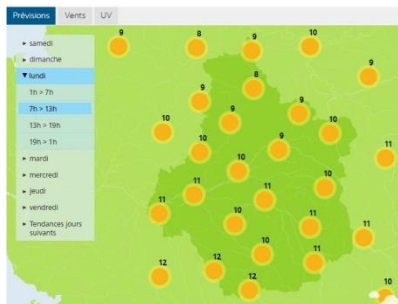 Prévisions Vents UV
samedi
dimanche
lundi
1h > 7h
7h > 13h
13h > 19h
19h > 1h
mardi
mercredi
jeudi
vendredi
Tendances jours
suivants
9 8 9 10
9
8
9
9 9
10 10
10 9
11
10
11 10
11
11
10 11
11
10
11
12 12
12
10